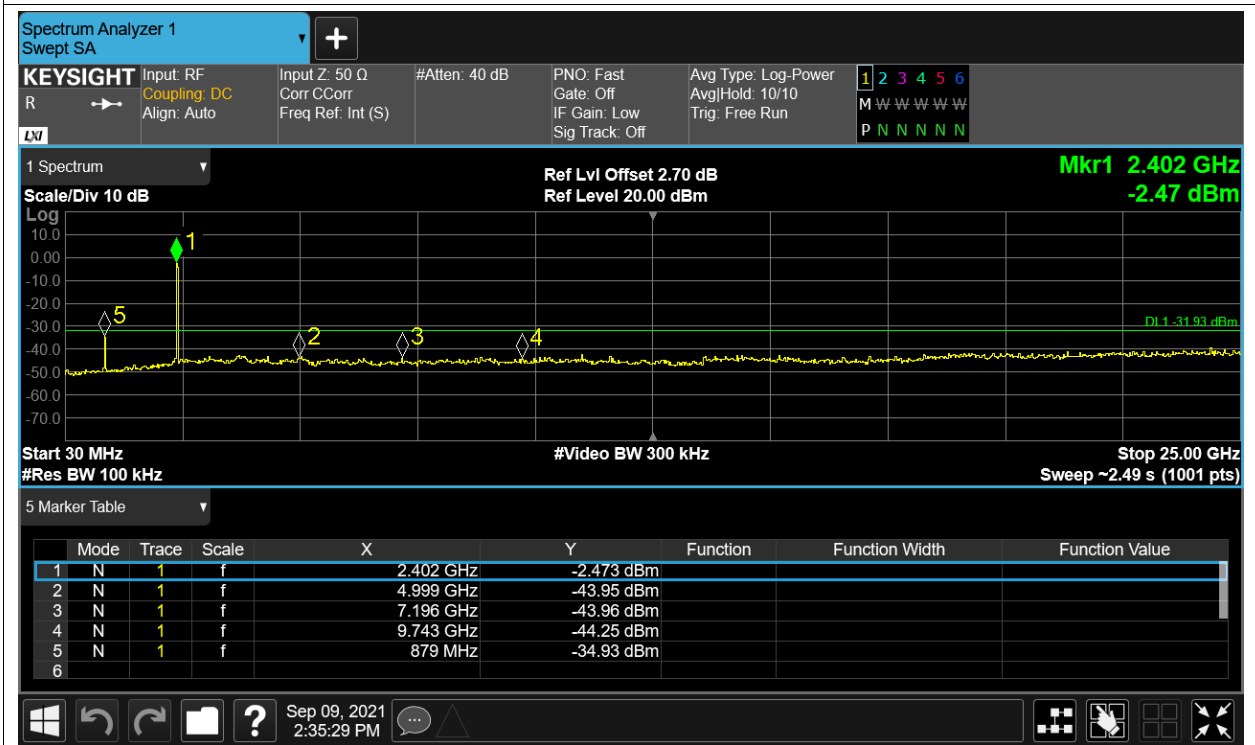 Spectrum Analyzer 1
Swept SA
KEYSIGHT Input: RF Input Z: 50 Ω #Atten: 40 dB PNO: Fast Avg Type: Log-Power 1 2 3 4 5 6
R Coupling: DC Corr CCorr Gate: Off Avg|Hold: 10/10 M W W W W W
Align: Auto Freq Ref: Int (S) IF Gain: Low Trig: Free Run
LXI Sig Track: Off P N N N N N
1 Spectrum Ref Lvl Offset 2.70 dB Mkr1 2.402 GHz
Scale/Div 10 dB Ref Level 20.00 dBm -2.47 dBm
Log
10.0
1
0.00
-10.0
-20.0
5
-30.0 DL1 -31.93 dBm
2 3 4
-40.0
-50.0
-60.0
-70.0
Start 30 MHz #Video BW 300 kHz Stop 25.00 GHz
#Res BW 100 kHz Sweep ~2.49 s (1001 pts)
5 Marker Table
Mode Trace Scale X Y Function Function Width Function Value
1 N 1 f 2.402 GHz -2.473 dBm
2 N 1 f 4.999 GHz -43.95 dBm
3 N 1 f 7.196 GHz -43.96 dBm
4 N 1 f 9.743 GHz -44.25 dBm
5 N 1 f 879 MHz -34.93 dBm
6
? Sep 09, 2021
2:35:29 PM